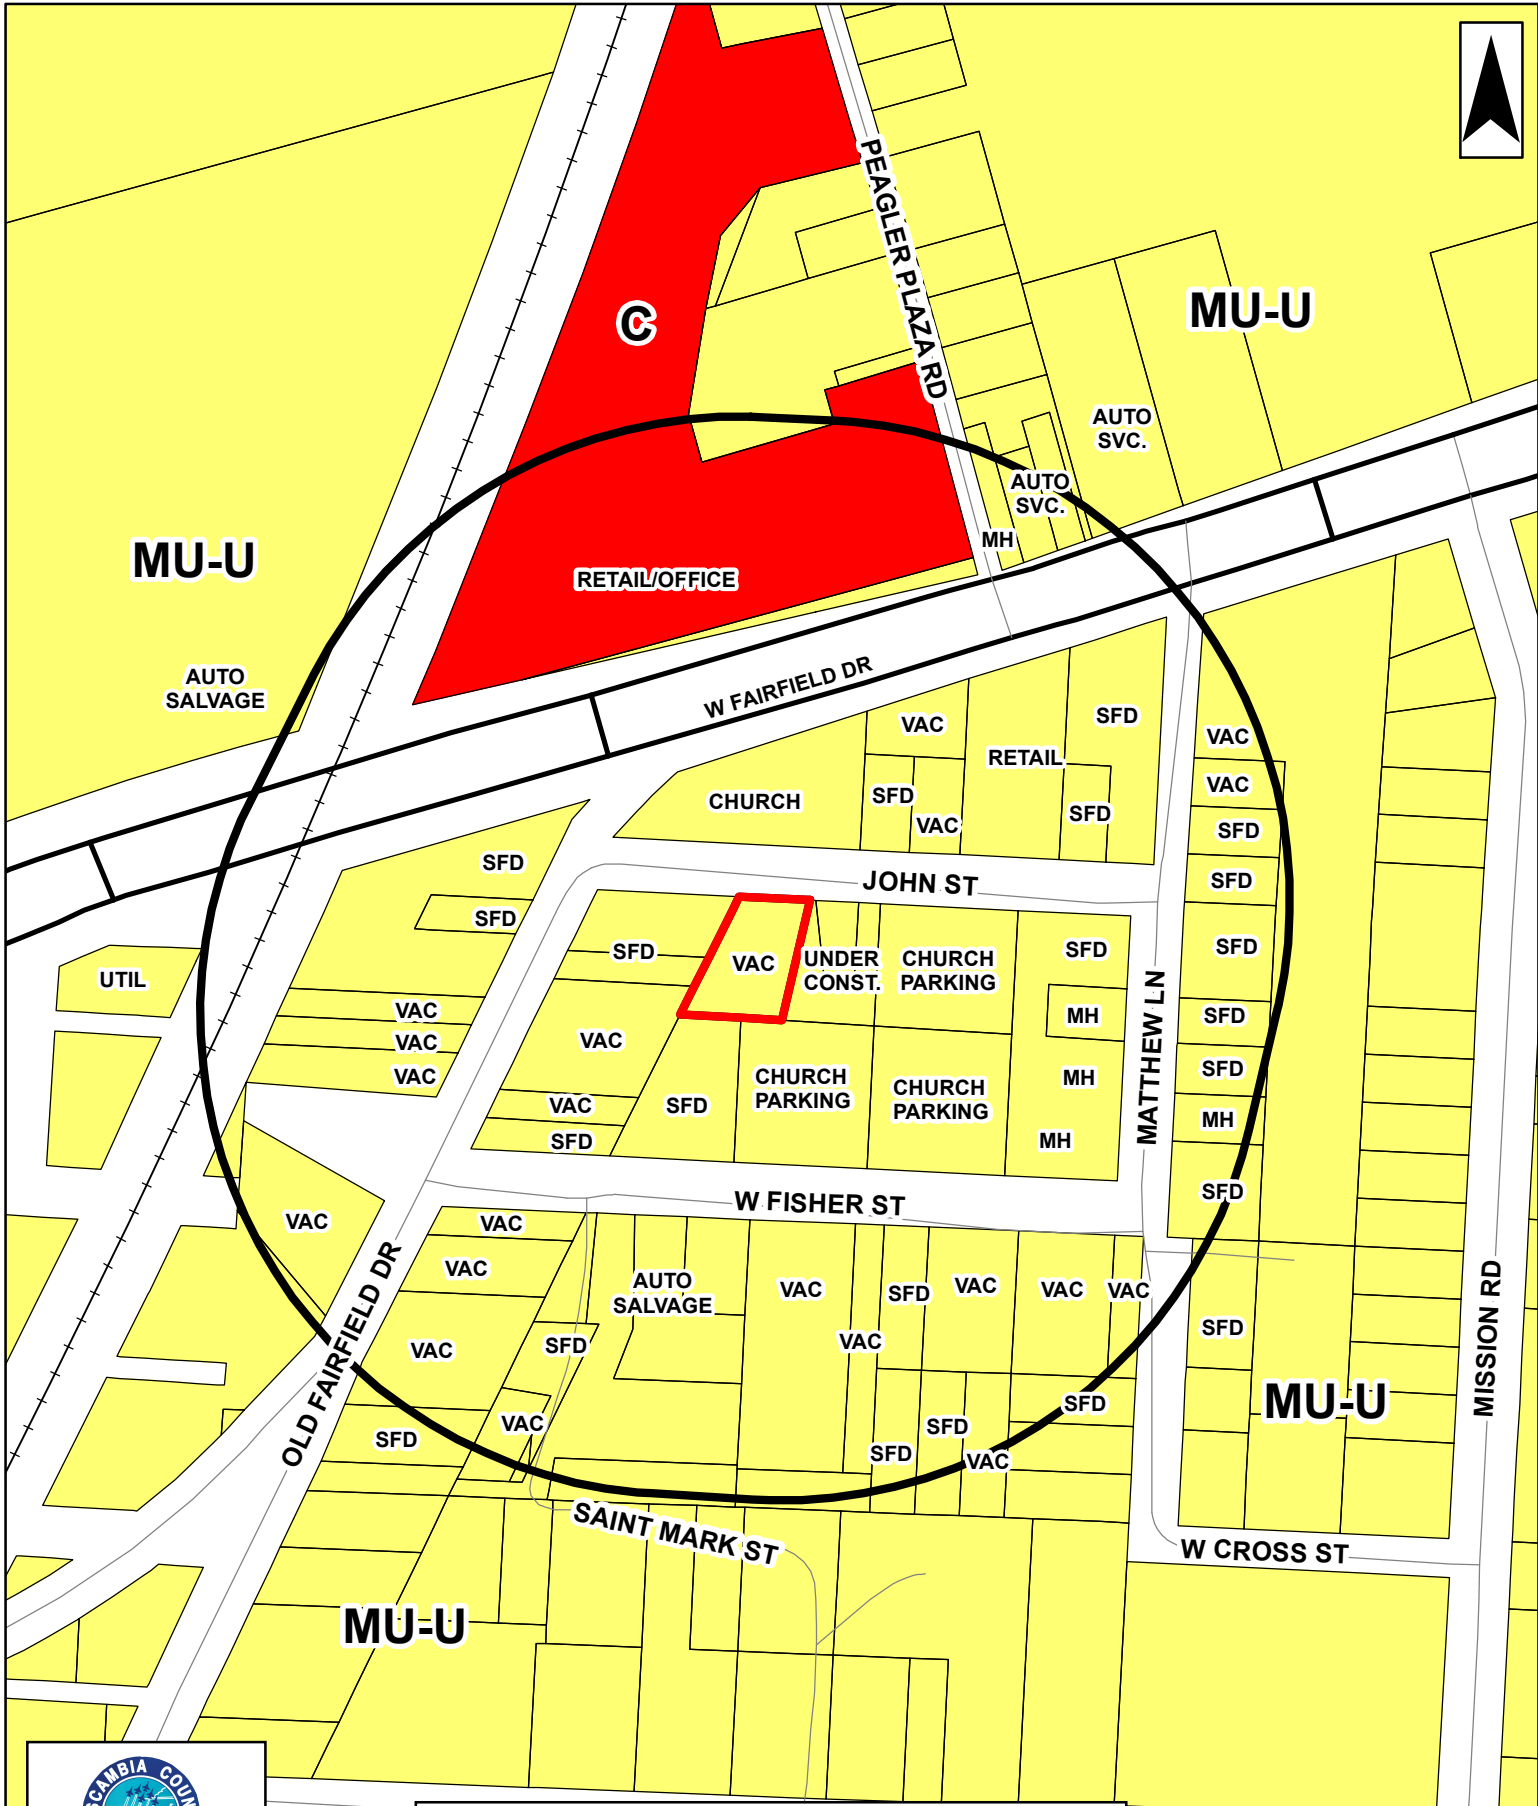 PEAGLER PLAZA RD
C
MU-U
AUTO
SVC.
AUTO
SVC.
MH
MU-U
RETAIL/OFFICE
AUTO
SALVAGE
W FAIRFIELD DR
VAC
SFD
RETAIL
VAC
VAC
CHURCH
SFD
VAC
SFD
SFD
SFD
JOHN ST
SFD
SFD
SFD
VAC
UNDER
CONST.
CHURCH
PARKING
SFD
SFD
UTIL
VAC
VAC
VAC
VAC
MH
SFD
MATTHEW LN
CHURCH
PARKING
CHURCH
PARKING
MH
SFD
VAC
SFD
MH
SFD
MH
SFD
W FISHER ST
VAC
VAC
VAC
AUTO
SALVAGE
VAC
SFD
VAC
VAC
VAC
OLD FAIRFIELD DR
VAC
SFD
VAC
SFD
MISSION RD
MU-U
SFD
VAC
SFD
SFD
SFD
VAC
SAINT MARK ST
W CROSS ST
MU-U